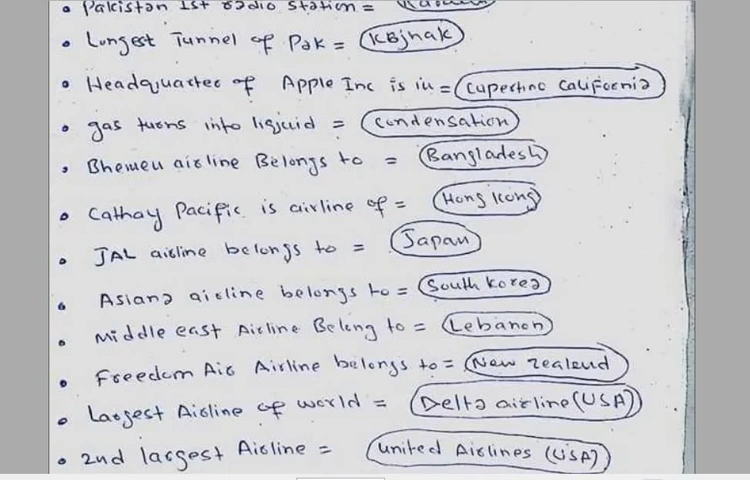 • Pakistan 1st radio Station =
• Longest Tunnel of Pak = Kojhak
• Headquarter of Apple Inc is in = Cupertino California
• gas turns into liqjuid = Condensation
• Bhemeu airline Belongs to = Bangladesh
• Cathay Pacific is airline of = Hong Kong
• JAL airline belongs to = Japan
• Asiana airline belongs to = South Korea
• Middle east Airline Belong to = Lebanon
• Freedom Air Airline belongs to = New Zealand
• Largest Airline of world = Delta airline (USA)
• 2nd largest Airline = United Airlines (USA)